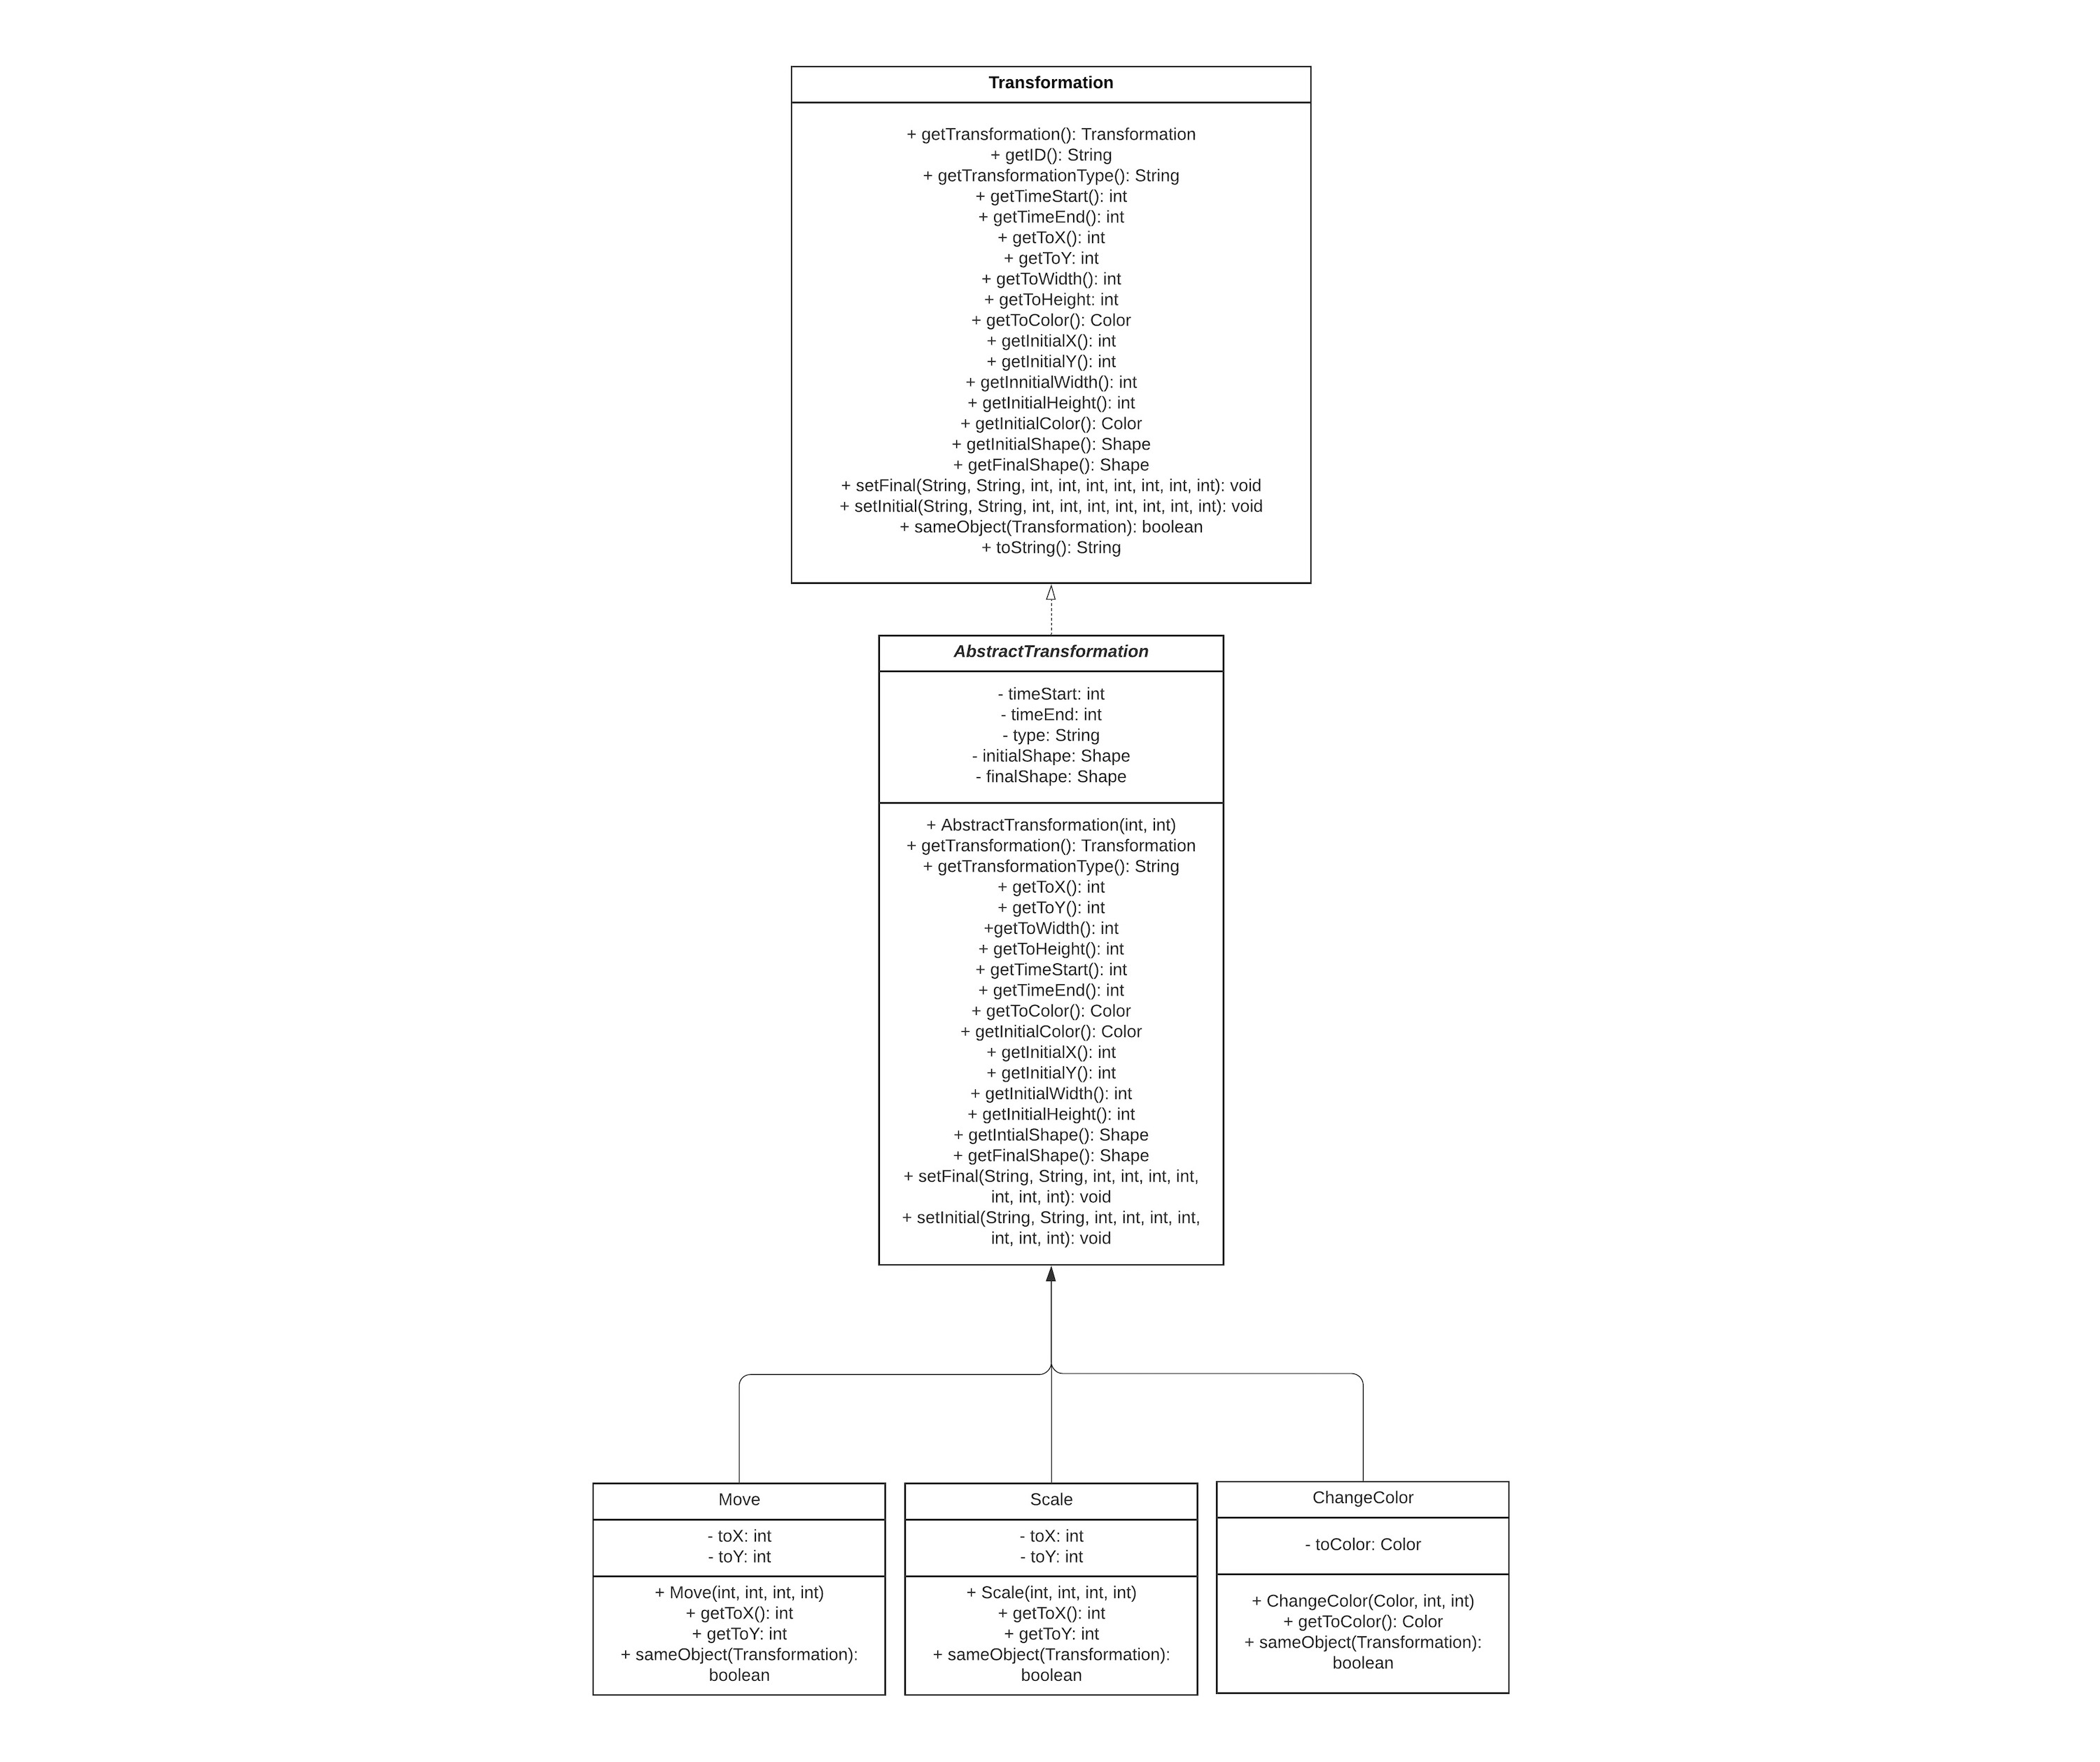 Transformation
+ getTransformation(): Transformation
+ getID(): String
+ getTransformationType(): String
+ getTimeStart(): int
+ getTimeEnd(): int
+ getToX(): int
+ getToY: int
+ getToWidth(): int
+ getToHeight: int
+ getToColor(): Color
+ getInitialX(): int
+ getInitialY(): int
+ getInnitialWidth(): int
+ getInitialHeight(): int
+ getInitialColor(): Color
+ getInitialShape(): Shape
+ getFinalShape(): Shape
+ setFinal(String, String, int, int, int, int, int, int, int): void
+ setInitial(String, String, int, int, int, int, int, int, int): void
+ sameObject(Transformation): boolean
+ toString(): String
AbstractTransformation
- timeStart: int
- timeEnd: int
- type: String
- initialShape: Shape
- finalShape: Shape
+ AbstractTransformation(int, int)
+ getTransformation(): Transformation
+ getTransformationType(): String
+ getToX(): int
+ getToY(): int
+getToWidth(): int
+ getToHeight(): int
+ getTimeStart(): int
+ getTimeEnd(): int
+ getToColor(): Color
+ getInitialColor(): Color
+ getInitialX(): int
+ getInitialY(): int
+ getInitialWidth(): int
+ getInitialHeight(): int
+ getIntialShape(): Shape
+ getFinalShape(): Shape
+ setFinal(String, String, int, int, int, int,
int, int, int): void
+ setInitial(String, String, int, int, int, int,
int, int, int): void
Move
- toX: int
- toY: int
+ Move(int, int, int, int)
+ getToX(): int
+ getToY: int
+ sameObject(Transformation):
boolean
Scale
- toX: int
- toY: int
+ Scale(int, int, int, int)
+ getToX(): int
+ getToY: int
+ sameObject(Transformation):
boolean
ChangeColor
- toColor: Color
+ ChangeColor(Color, int, int)
+ getToColor(): Color
+ sameObject(Transformation):
boolean